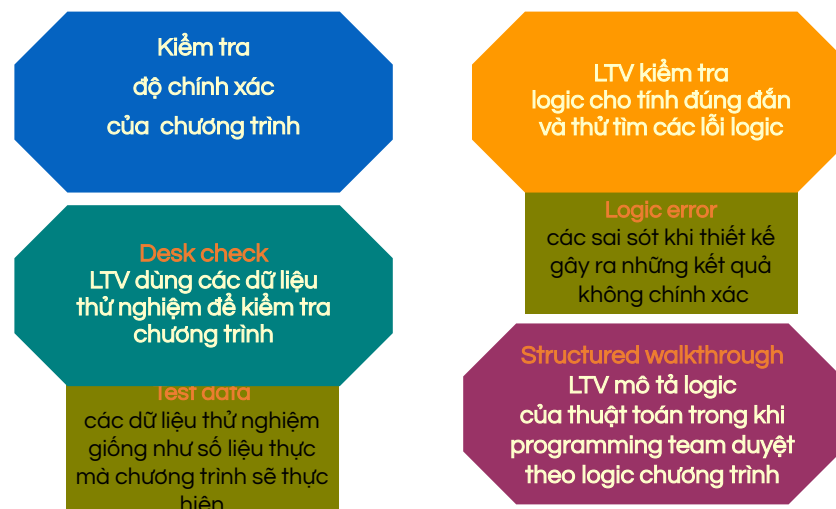 Kiểm tra
độ chính xác
của chương trình
LTV kiểm tra
logic cho tính đúng đắn
và thử tìm các lỗi logic
Logic error
các sai sót khi thiết kế
gây ra những kết quả
không chính xác
Desk check
LTV dùng các dữ liệu
thử nghiệm để kiểm tra
chương trình
Test data
các dữ liệu thử nghiệm
giống như số liệu thực
mà chương trình sẽ thực
hiện
Structured walkthrough
LTV mô tả logic
của thuật toán trong khi
programming team duyệt
theo logic chương trình